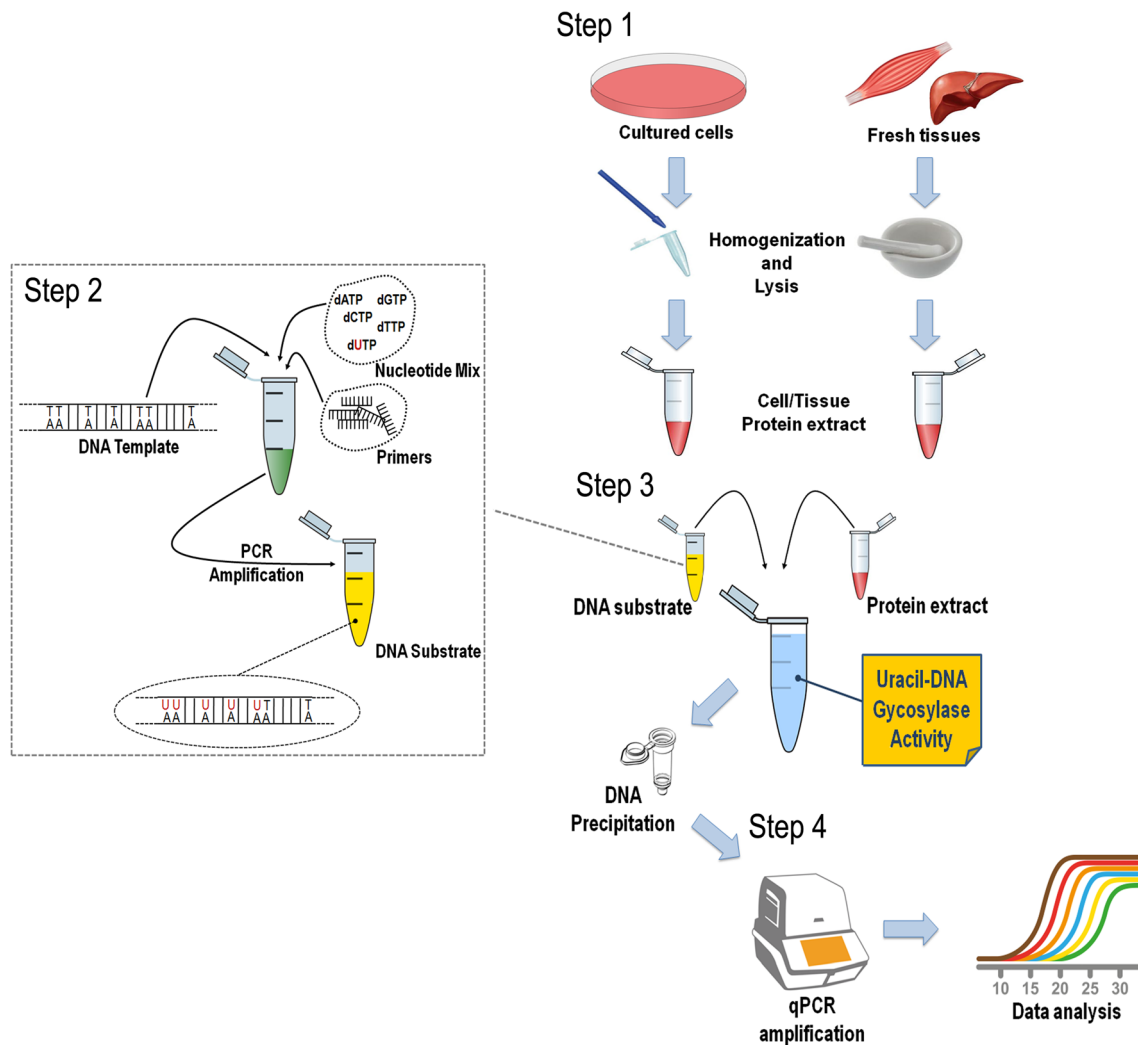 Step 1
Cultured cells
Fresh tissues
Homogenization
and
Lysis
Cell/Tissue
Protein extract
Step 2
dATP dGTP
dCTP
dTTP
dUTP
Nucleotide Mix
TT T T TT T
AA A A AA A
DNA Template
Primers
PCR
Amplification
DNA Substrate
UU U U UT T
AA A A AA A
Step 3
DNA substrate
Protein extract
Uracil-DNA
Gycosylase
Activity
DNA
Precipitation
Step 4
qPCR
amplification
10 15 20 25 30
Data analysis